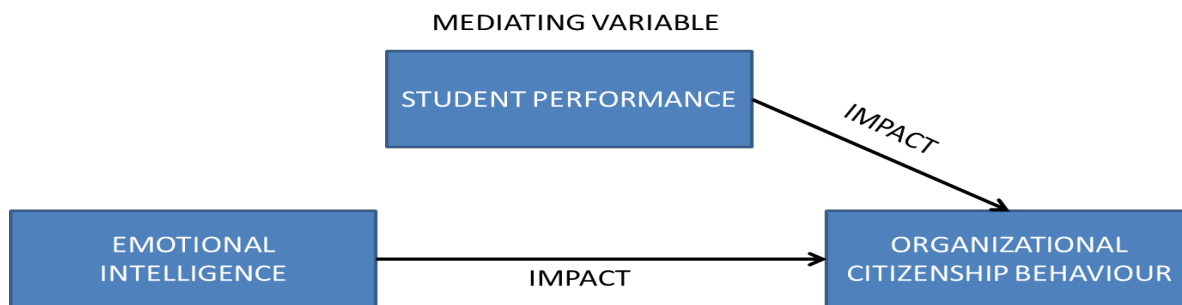 MEDIATING VARIABLE
STUDENT PERFORMANCE
IMPACT
EMOTIONAL
INTELLIGENCE
IMPACT
ORGANIZATIONAL
CITIZENSHIP BEHAVIOUR